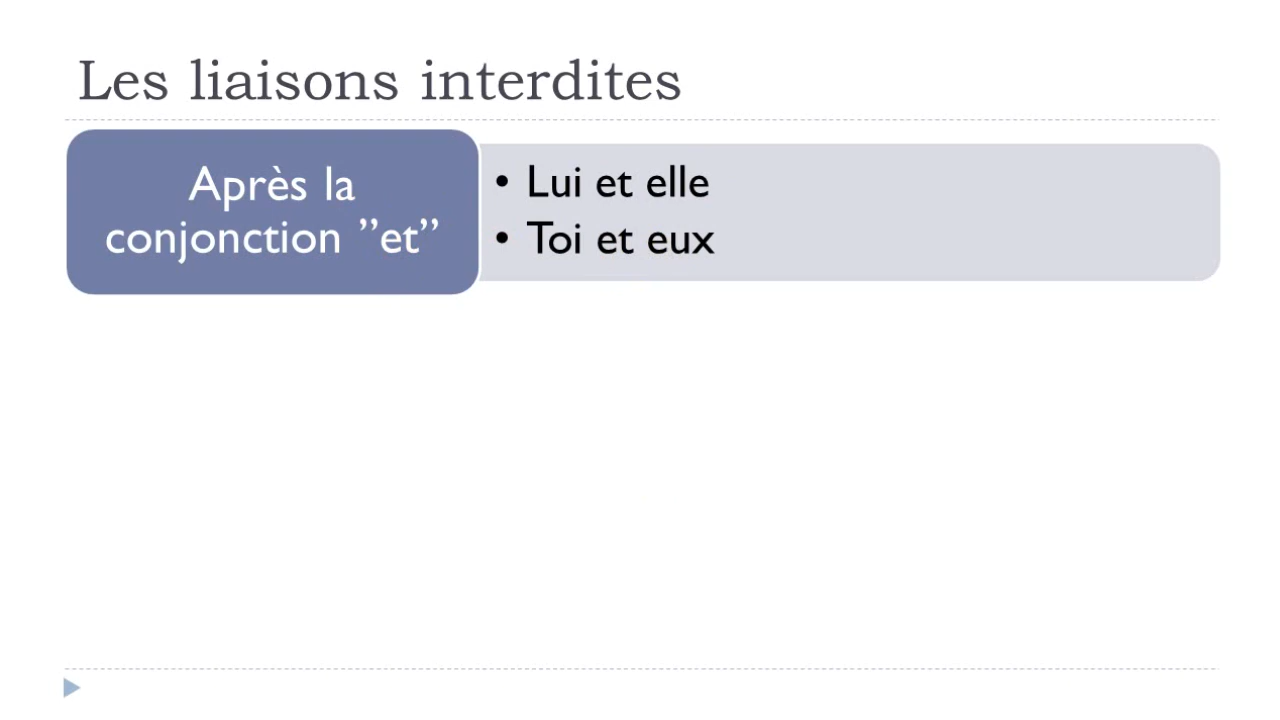 Les liaisons interdites
Après la
conjonction ”et”
• Lui et elle
• Toi et eux